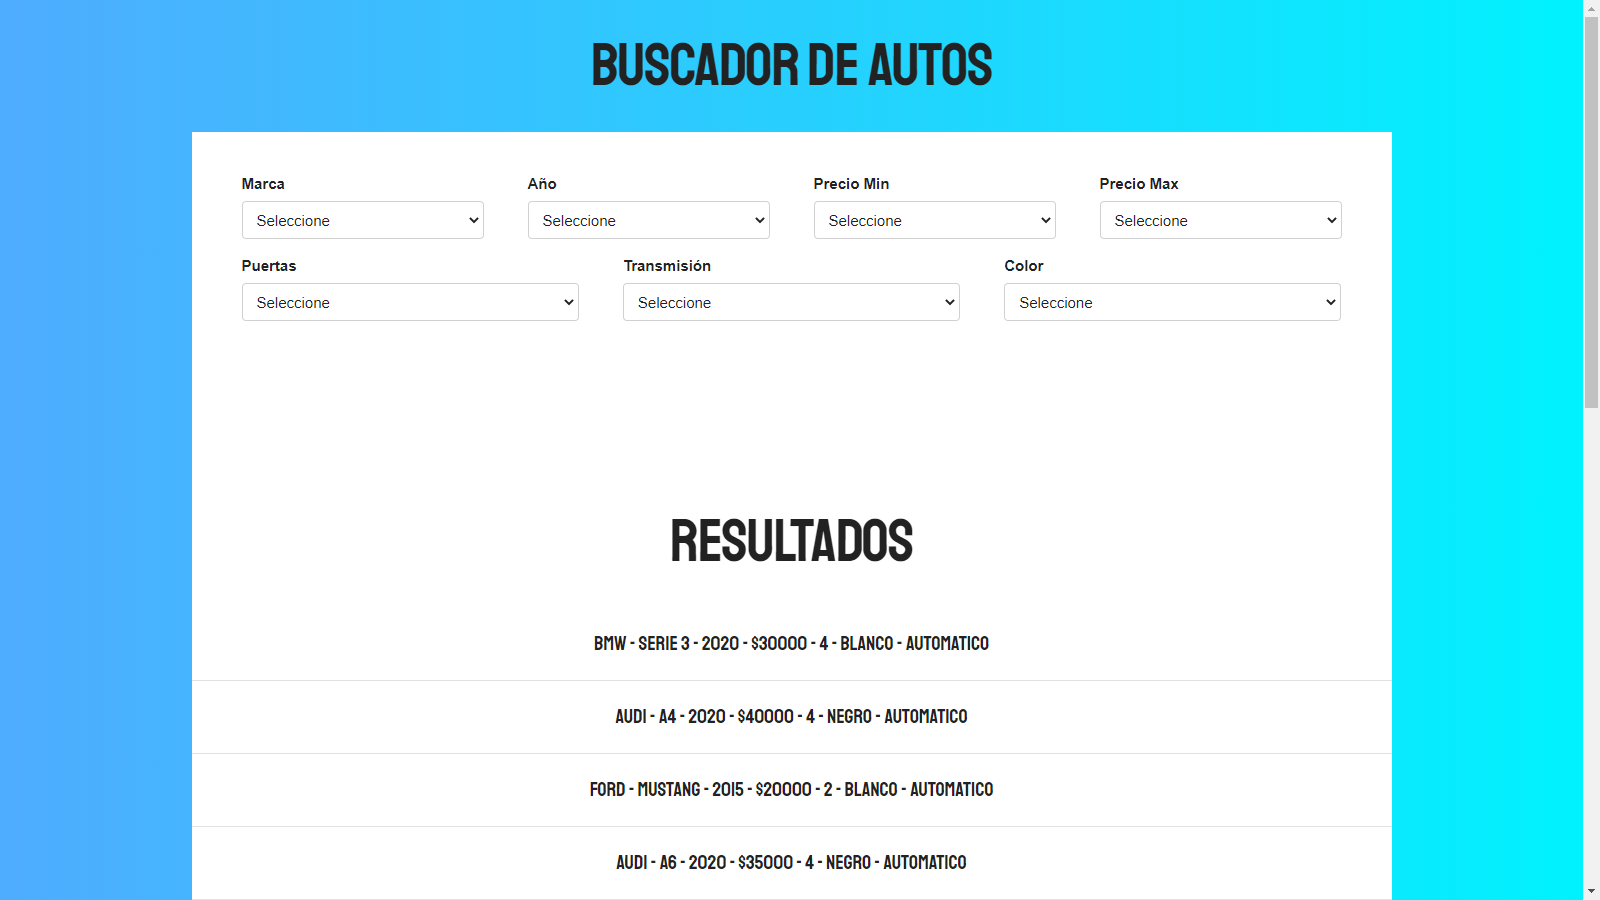 BUSCADOR DE AUTOS
Marca Año Precio Min Precio Max
Seleccione Seleccione Seleccione Seleccione
Puertas Transmisión Color
Seleccione Seleccione Seleccione
RESULTADOS
BMW - SERIE 3 - 2020 - $30000 - 4 - BLANCO - AUTOMATICO
AUDI - A4 - 2020 - $40000 - 4 - NEGRO - AUTOMATICO
FORD - MUSTANG - 2015 - $20000 - 2 - BLANCO - AUTOMATICO
AUDI - A6 - 2020 - $35000 - 4 - NEGRO - AUTOMATICO